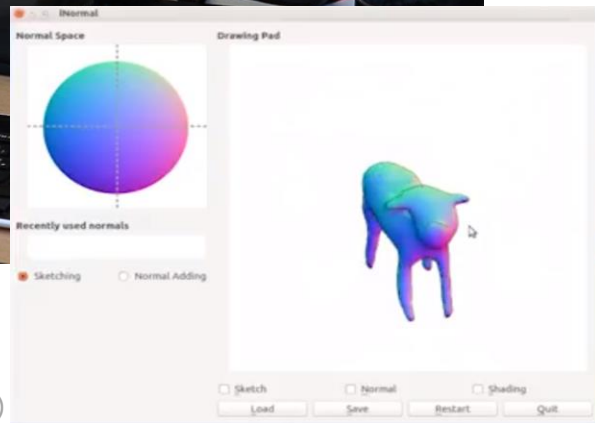 iNormal
Normal Space
Drawing Pad
Recently used normals
Sketching
Normal Adding
Sketch
Normal
Shading
Load
Save
Restart
Quit